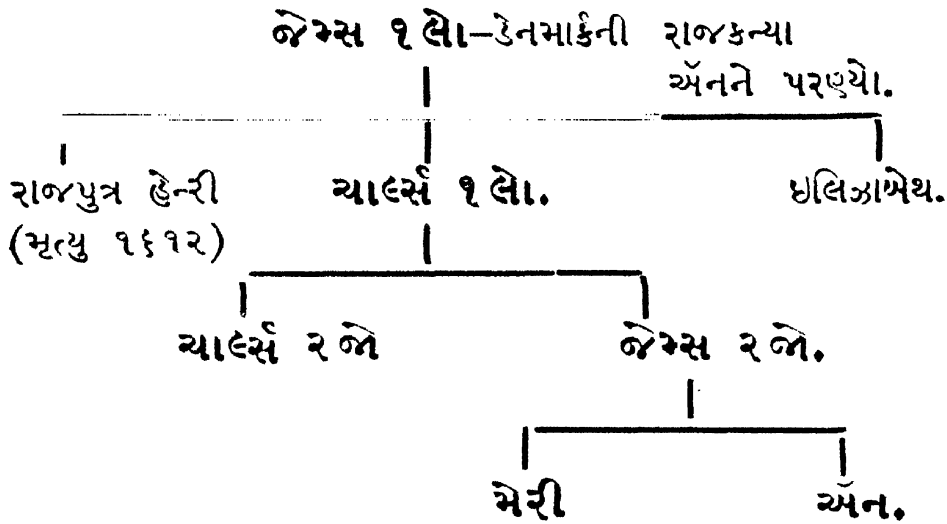 જેમ્સ ૧ લો–ડેનમાર્કની રાજકન્યા
ઍનને પરણ્યો.
રાજપુત્ર હેન્રી ચાર્લ્સ ૧ લો. ઇલિઝાબેથ.
(મૃત્યુ ૧૬૧૨)
ચાર્લ્સ ૨ જો જેમ્સ ૨ જો.
મેરી ઍન.